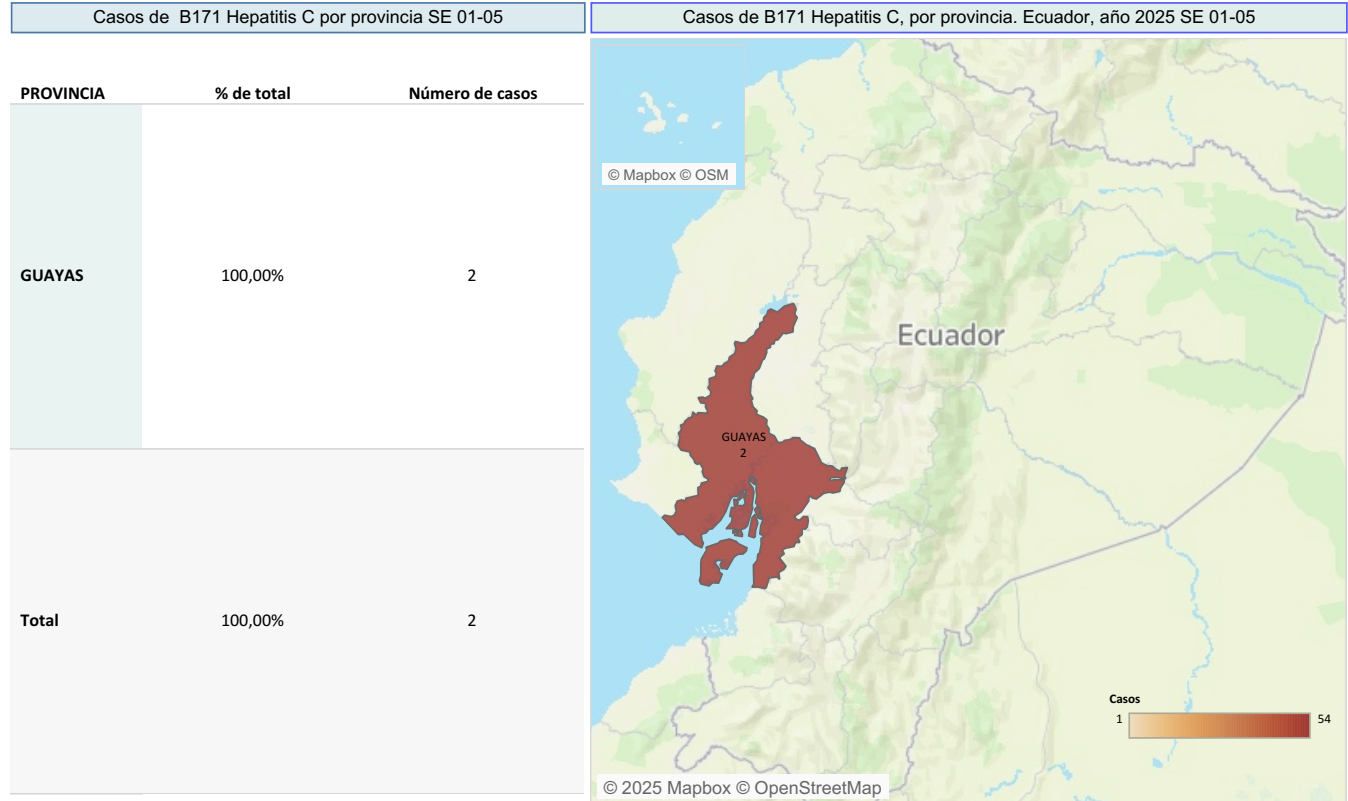 Casos de B171 Hepatitis C por provincia SE 01-05
PROVINCIA % de total Número de casos
GUAYAS 100,00% 2
Total 100,00% 2
Casos de B171 Hepatitis C, por provincia. Ecuador, año 2025 SE 01-05
© Mapbox © OSM
Ecuador
GUAYAS
2
Casos
1 54
© 2025 Mapbox © OpenStreetMap